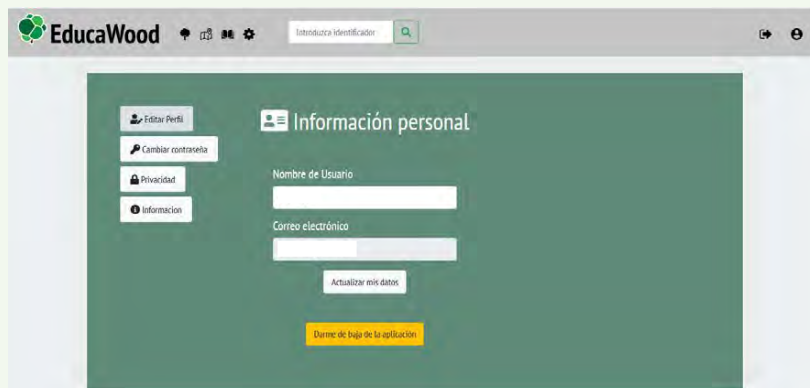 EducaWood
Introduzca identificador
Editar Perfil
Cambiar contraseña
Privacidad
Informacion
Información personal
Nombre de Usuario
Correo electrónico
Actualizar mis datos
Darme de baja de la aplicación